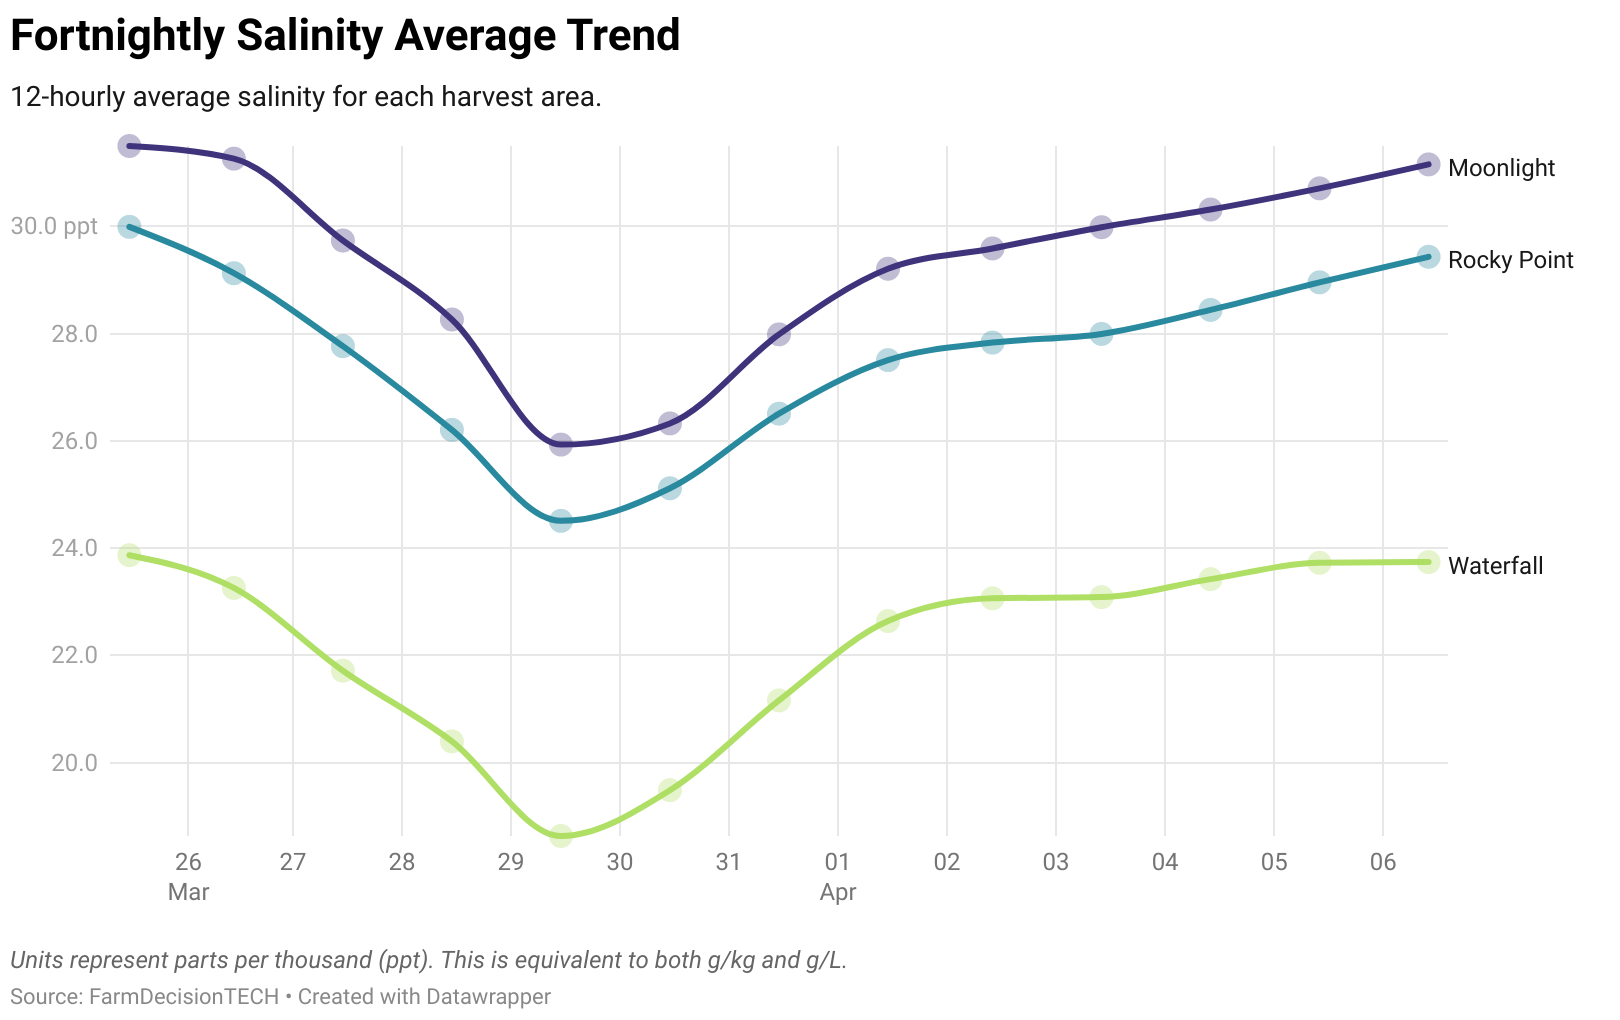 Fortnightly Salinity Average Trend
12-hourly average salinity for each harvest area.
Moonlight
30.0 ppt
Rocky Point
28.0
26.0
24.0
Waterfall
22.0
20.0
26 27 28 29 30 31 01 02 03 04 05 06
Mar Apr
Units represent parts per thousand (ppt). This is equivalent to both g/kg and g/L.
Source: FarmDecisionTECH • Created with Datawrapper